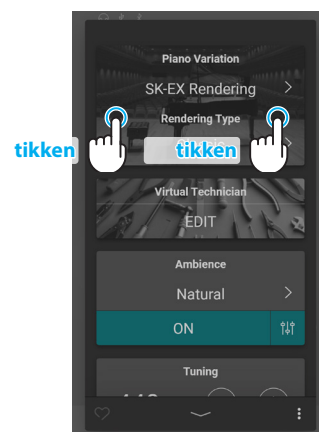 Piano Variation
SK-EX Rendering
Rendering Type
tikken
tikken
Virtual Technician
EDIT
Ambience
Natural
ON
Tuning